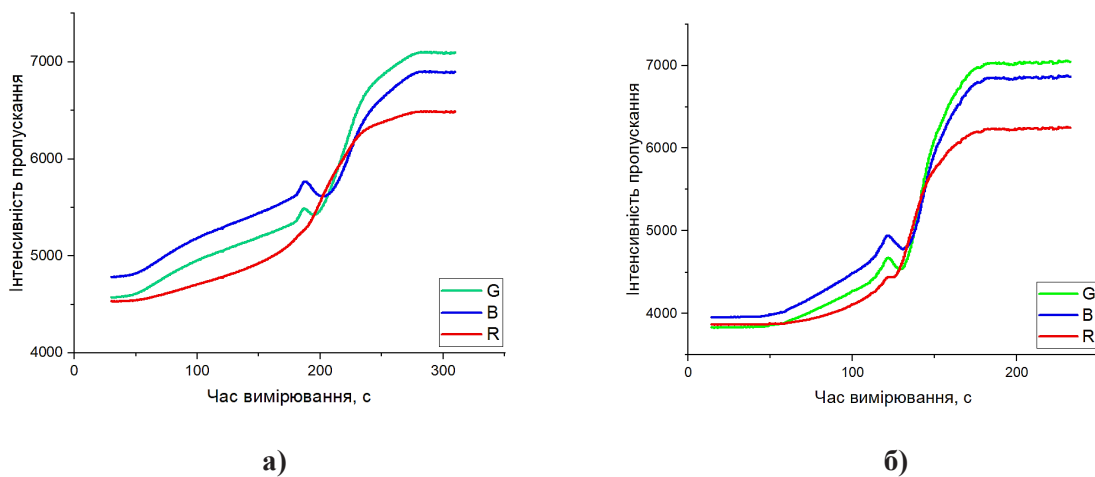 7000
6000
5000
4000
0
100
200
300
Інтенсивність пропускання
Час вимірювання, с
G
B
R
а)
7000
6000
5000
4000
0
100
200
Інтенсивність пропускання
Час вимірювання, с
G
B
R
б)